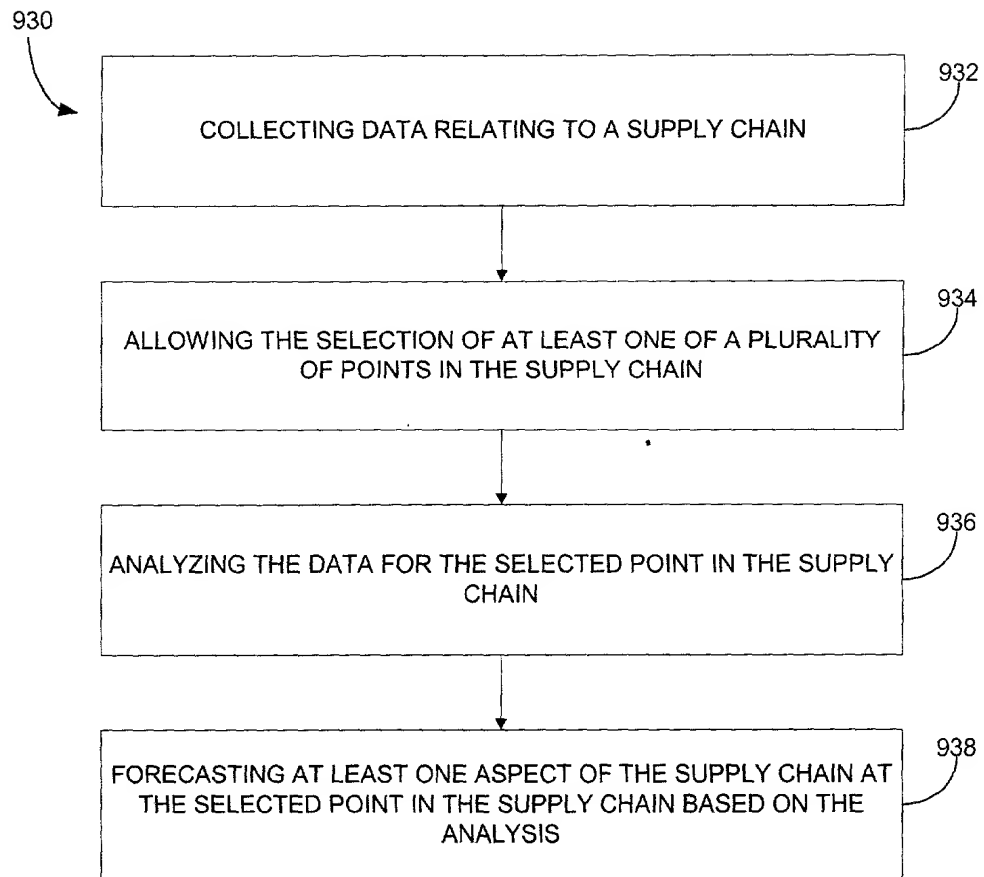 930
932
COLLECTING DATA RELATING TO A SUPPLY CHAIN
934
ALLOWING THE SELECTION OF AT LEAST ONE OF A PLURALITY
OF POINTS IN THE SUPPLY CHAIN
936
ANALYZING THE DATA FOR THE SELECTED POINT IN THE SUPPLY
CHAIN
938
FORECASTING AT LEAST ONE ASPECT OF THE SUPPLY CHAIN AT
THE SELECTED POINT IN THE SUPPLY CHAIN BASED ON THE
ANALYSIS